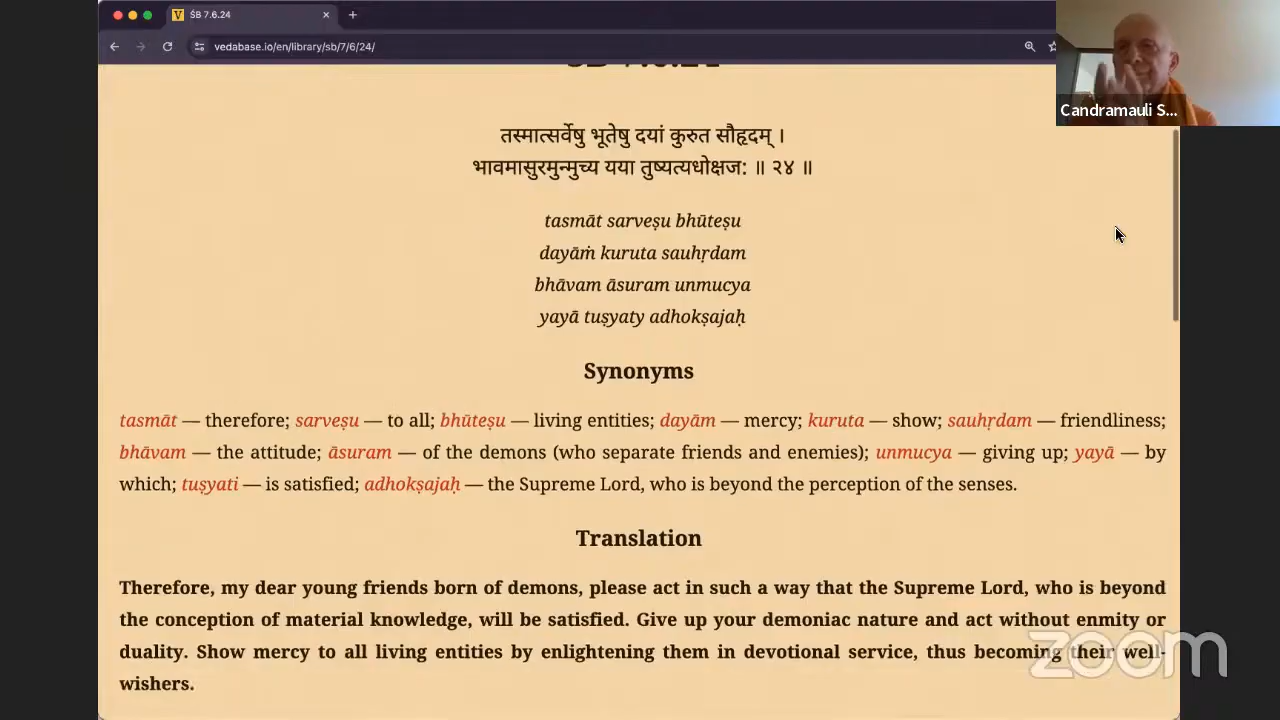 ŚB 7.6.24
vedabase.io/en/library/sb/7/6/24/
Candramauli S...
तस्मात्सर्वेषु भूतेषु दयां कुरुत सौहृदम् ।
भावमासुरमुन्मुच्य यया तुष्यत्यधोक्षज: ॥ २४ ॥
tasmāt sarveṣu bhūteṣu
dayāṁ kuruta sauhṛdam
bhāvam āsuram unmucya
yayā tuṣyaty adhokṣajaḥ
Synonyms
tasmāt — therefore; sarveṣu — to all; bhūteṣu — living entities; dayām — mercy; kuruta — show; sauhṛdam — friendliness;
bhāvam — the attitude; āsuram — of the demons (who separate friends and enemies); unmucya — giving up; yayā — by
which; tuṣyati — is satisfied; adhokṣajaḥ — the Supreme Lord, who is beyond the perception of the senses.
Translation
Therefore, my dear young friends born of demons, please act in such a way that the Supreme Lord, who is beyond
the conception of material knowledge, will be satisfied. Give up your demoniac nature and act without enmity or
duality. Show mercy to all living entities by enlightening them in devotional service, thus becoming their well-
wishers.
zoom